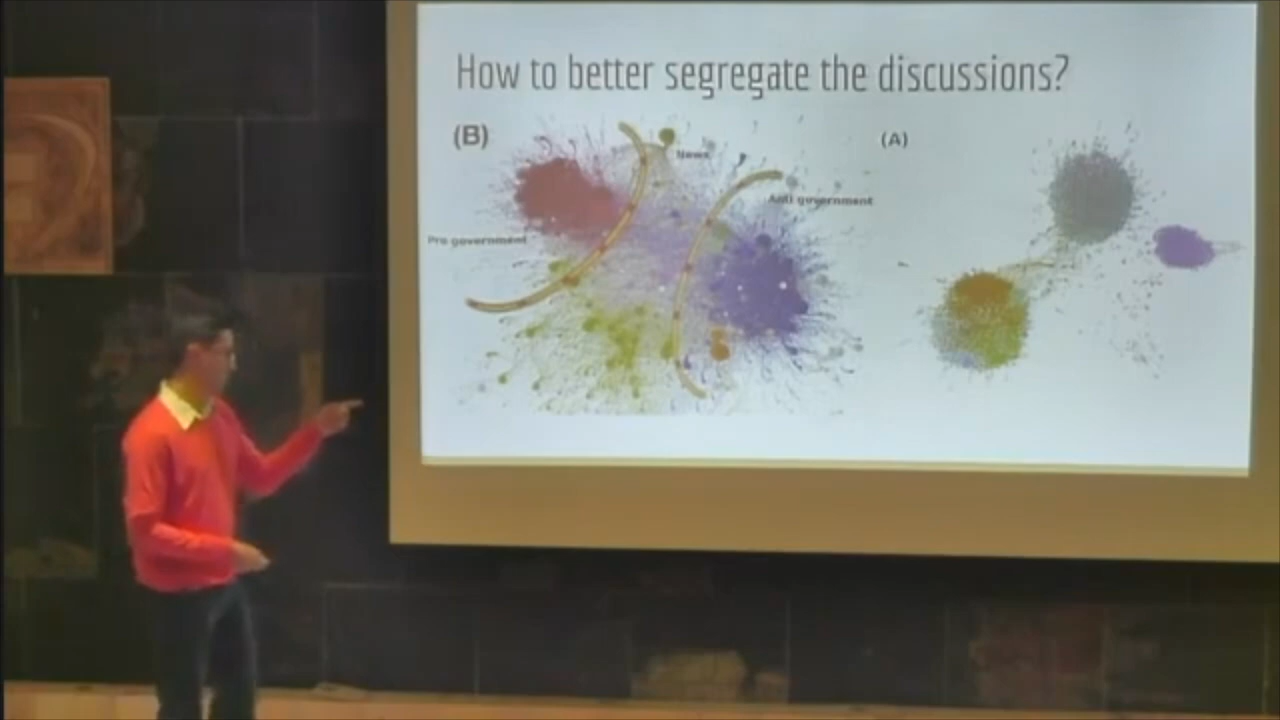 How to better segregate the discussions?
(B)
(A)
News
Anti government
Pro government